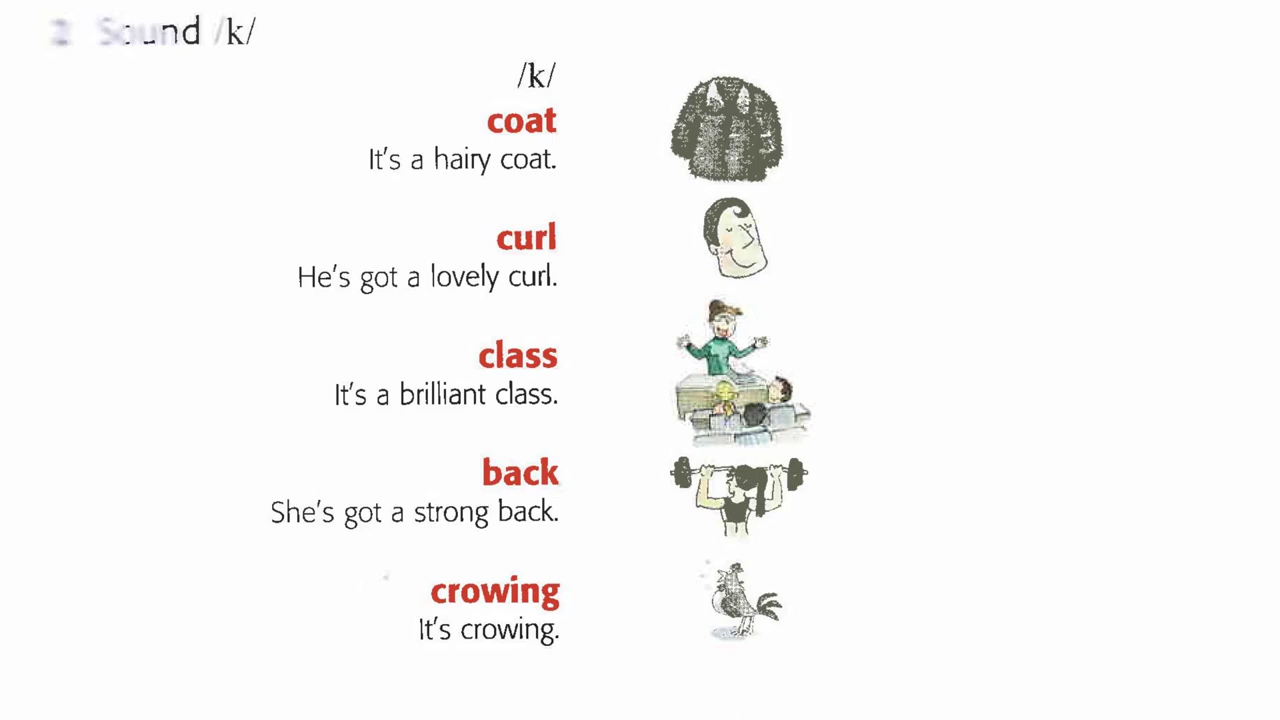 2 Sound /k/
/k/
coat
It's a hairy coat.
curl
He's got a lovely curl.
class
It's a brilliant class.
back
She's got a strong back.
crowing
It's crowing.